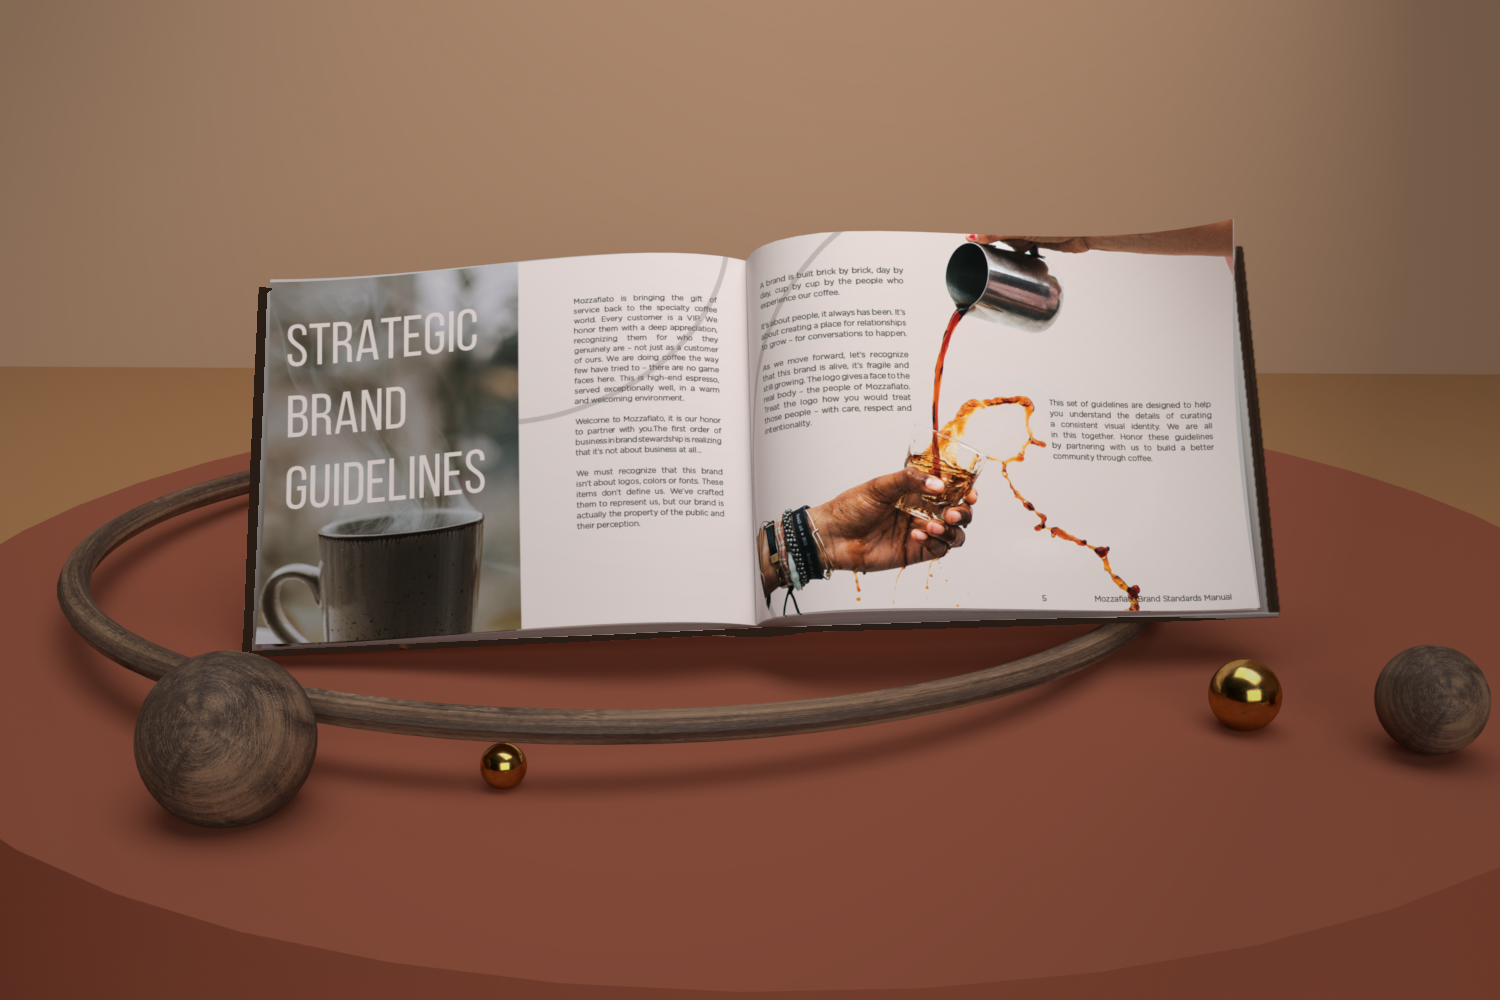 STRATEGIC
BRAND
GUIDELINES
Mozzafiato is bringing the gift of
service back to the specialty coffee
world. Every customer is a VIP. We
honor them with a deep appreciation,
recognizing them for who they
genuinely are – not just as a customer
of ours. We are doing coffee the way
few have tried to – there are no game
faces here. This is high-end espresso,
served exceptionally well, in a warm
and welcoming environment.
Welcome to Mozzafiato, it is our honor
to partner with you.The first order of
business in brand stewardship is realizing
that it's not about business at all...
We must recognize that this brand
isn't about logos, colors or fonts. These
items don't define us. We've crafted
them to represent us, but our brand is
actually the property of the public and
their perception.
A brand is built brick by brick, day by
day, cup by cup by the people who
experience our coffee.
It's about people, it always has been. It's
about creating a place for relationships
to grow – for conversations to happen.
As we move forward, let's recognize
that this brand is alive, it's fragile and
still growing. The logo gives a face to the
real body – the people of Mozzafiato.
Treat the logo how you would treat
those people – with care, respect and
intentionality.
This set of guidelines are designed to help
you understand the details of curating
a consistent visual identity. We are all
in this together. Honor these guidelines
by partnering with us to build a better
community through coffee.
5 Mozzafiato Brand Standards Manual